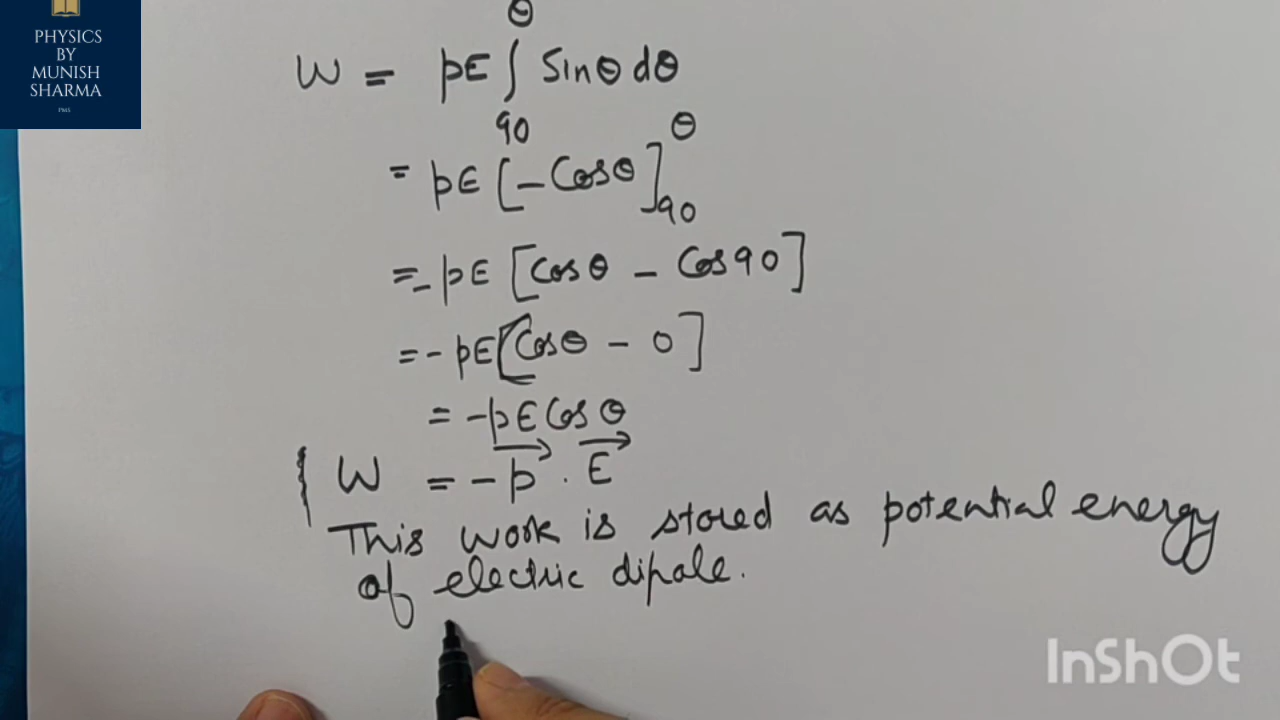 PHYSICS
BY
MUNISH
SHARMA
θ
W = pE ∫ Sinθ dθ
90
= pE [– Cosθ]θ90
= – pE [Cosθ – Cos90]
= – pE [Cosθ – 0]
= – pE Cosθ
W = – p⃗ . E⃗
This work is stored as potential energy
of electric dipole.
InShOt